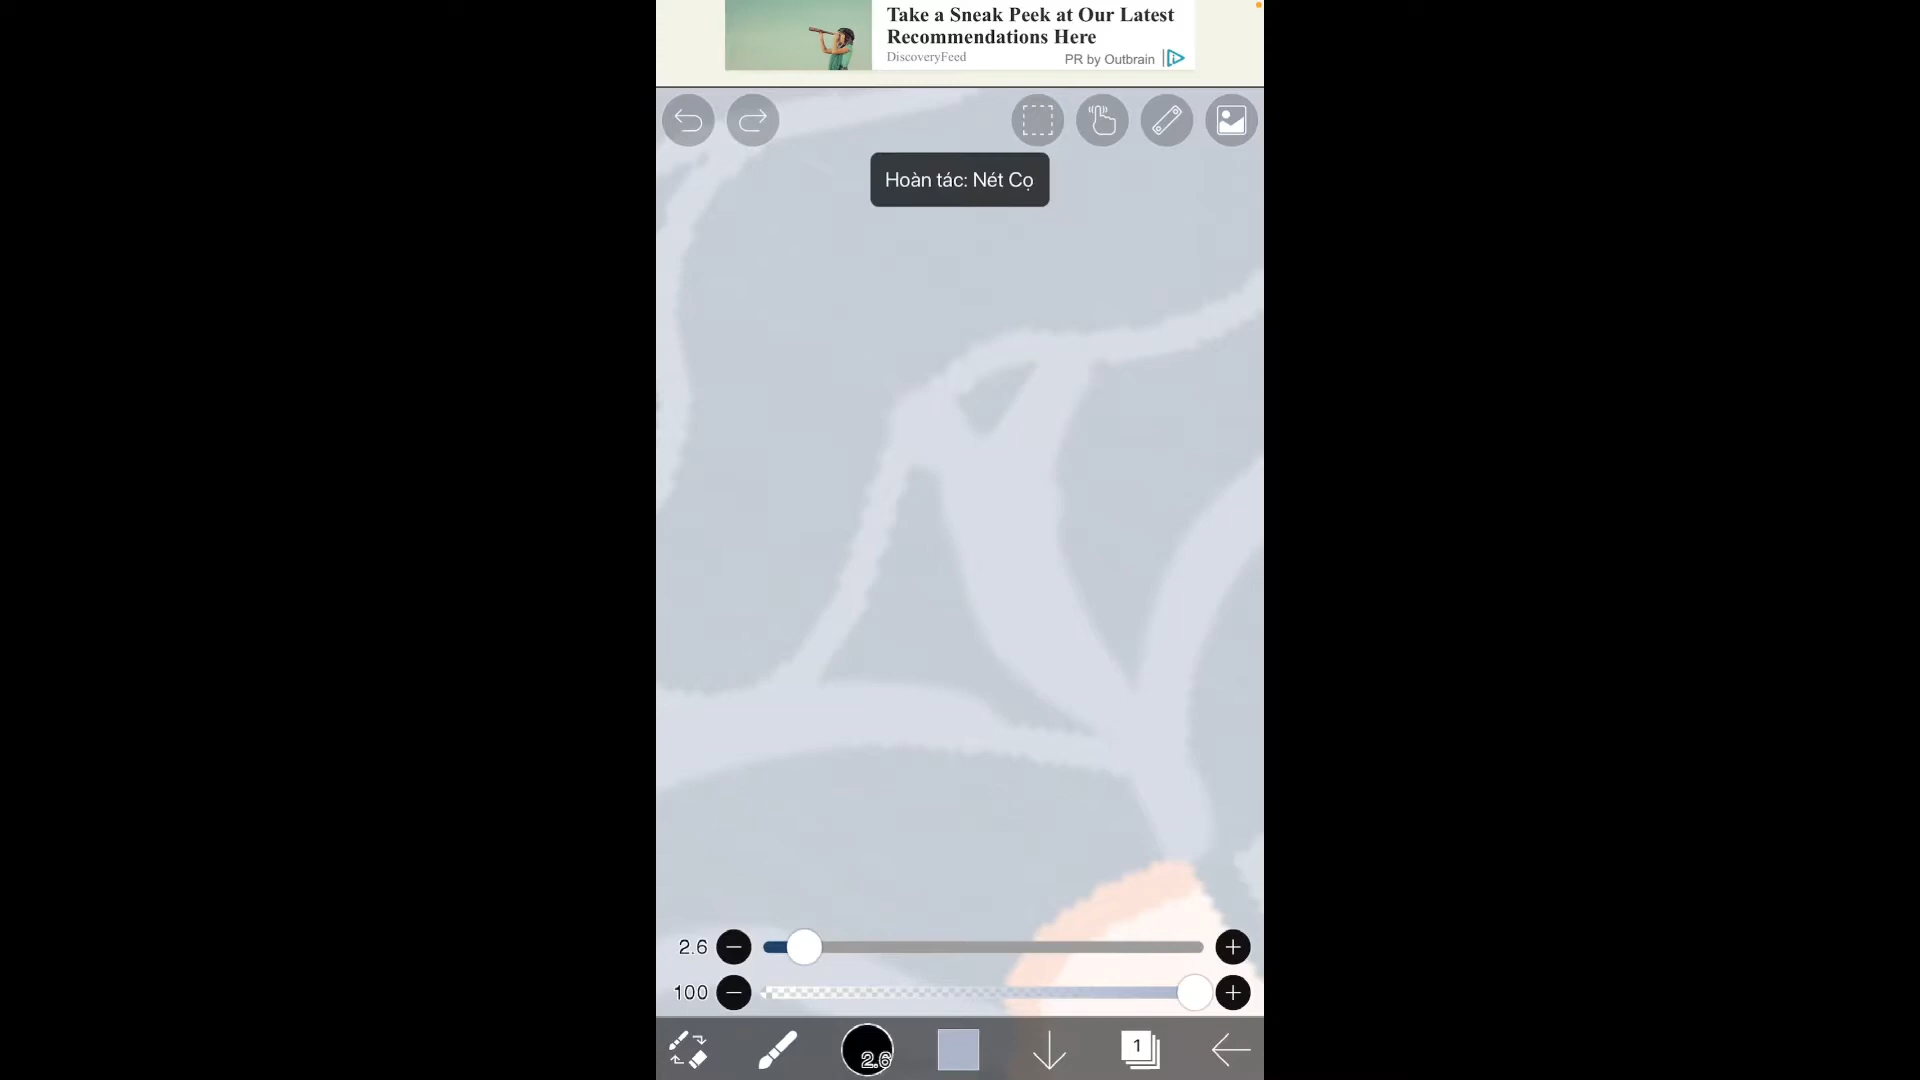 Take a Sneak Peek at Our Latest
Recommendations Here
DiscoveryFeed
PR by Outbrain
Hoàn tác: Nét Cọ
2.6
100
2.6
1